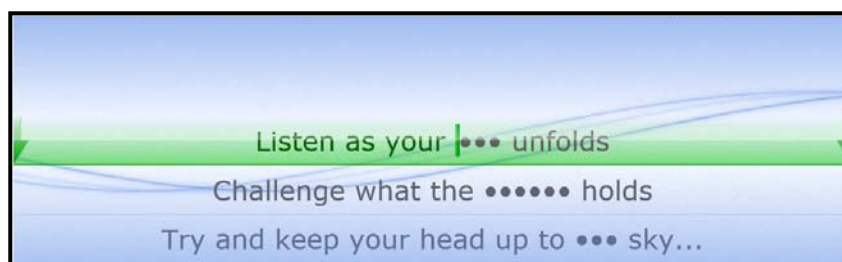 Listen as your ••• unfolds
Challenge what the •••••• holds
Try and keep your head up to ••• sky...